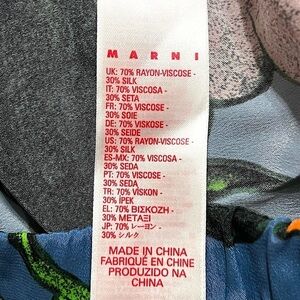 MARNI
UK: 70% RAYON-VISCOSE -
30% SILK
IT: 70% VISCOSA -
30% SETA
FR: 70% VISCOSE -
30% SOIE
DE: 70% VISKOSE -
30% SEIDE
US: 70% RAYON-VISCOSE -
30% SILK
ES-MX: 70% VISCOSA -
30% SEDA
PT: 70% VISCOSE -
30% SEDA
TR: 70% VİSKON -
30% İPEK
EL: 70% ΒΙΣΚΟΖΗ -
30% ΜΕΤΑΞΙ
JP: 70% レーヨン -
30% シルク
MADE IN CHINA
FABRIQUÉ EN CHINE
PRODUZIDO NA
CHINA